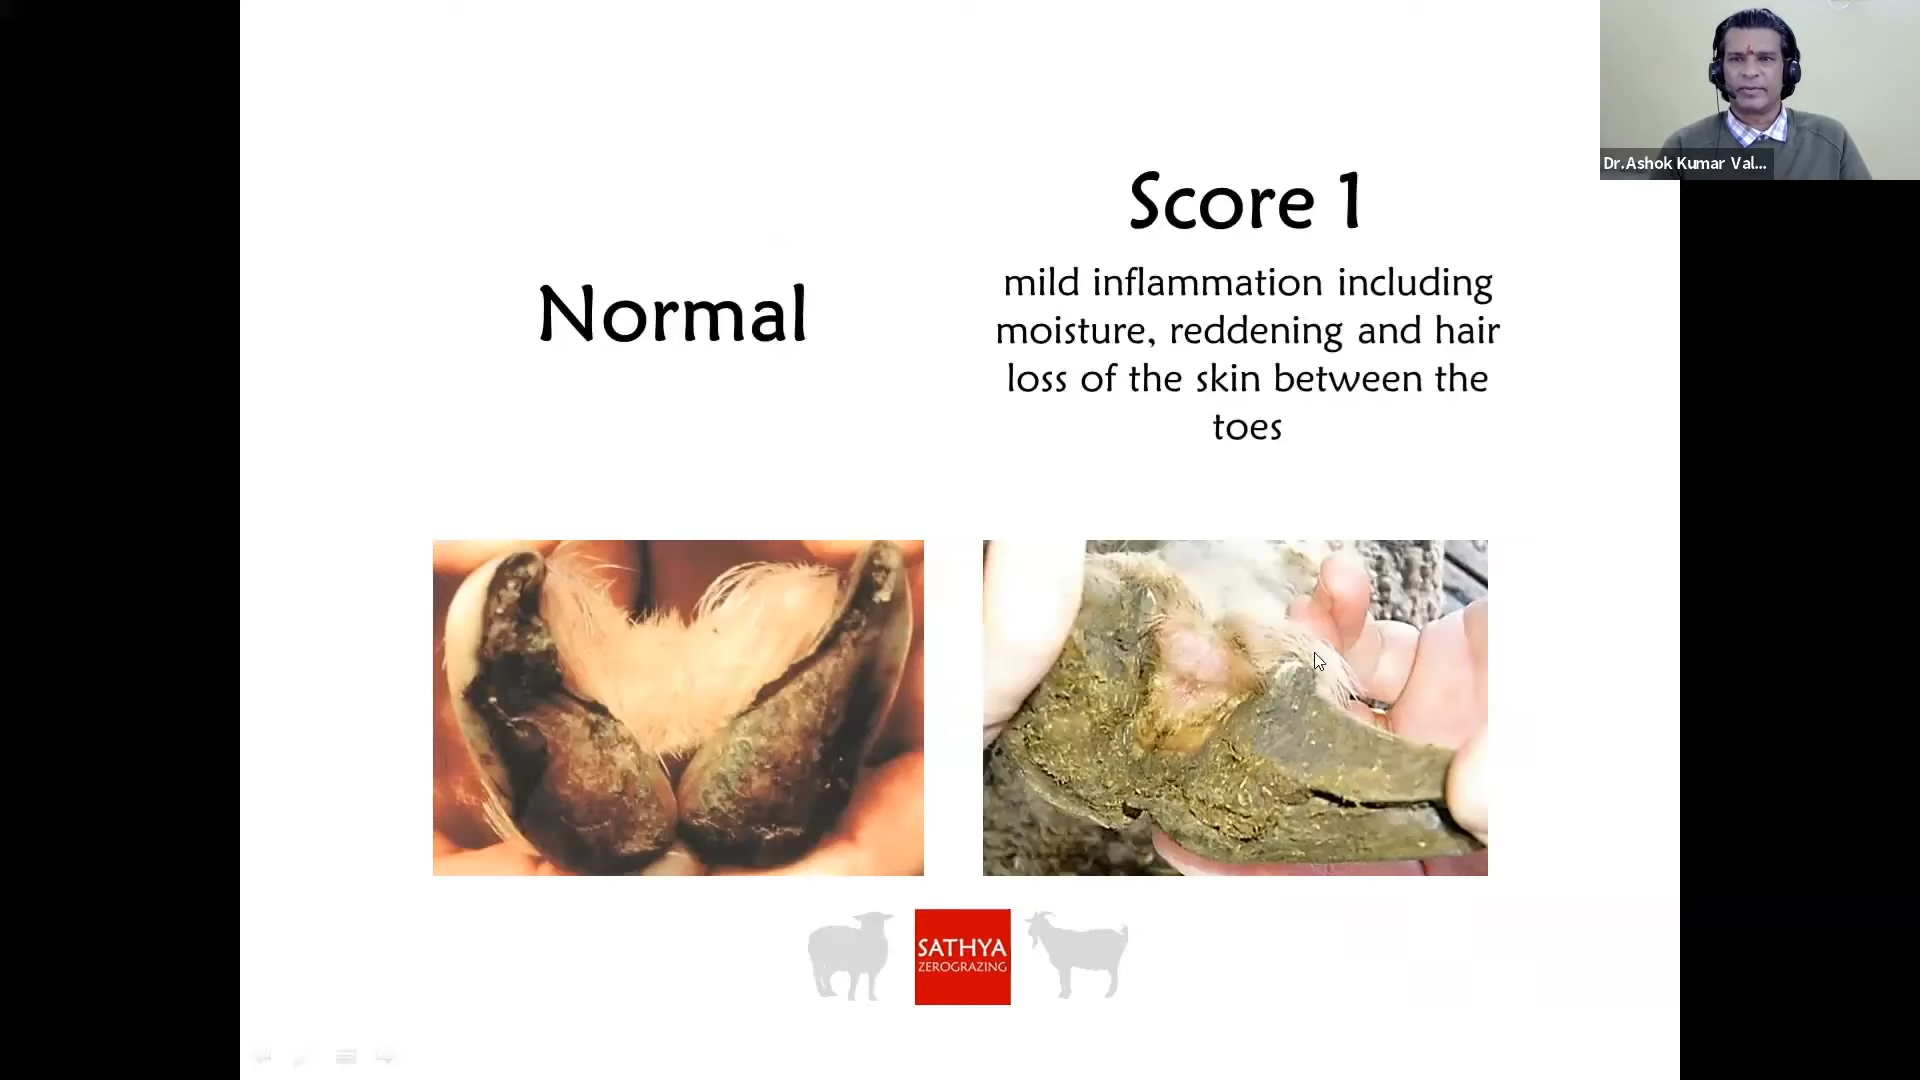 Dr.Ashok Kumar Val...
Normal
Score 1
mild inflammation including
moisture, reddening and hair
loss of the skin between the
toes
SATHYA
ZEROGRAZING